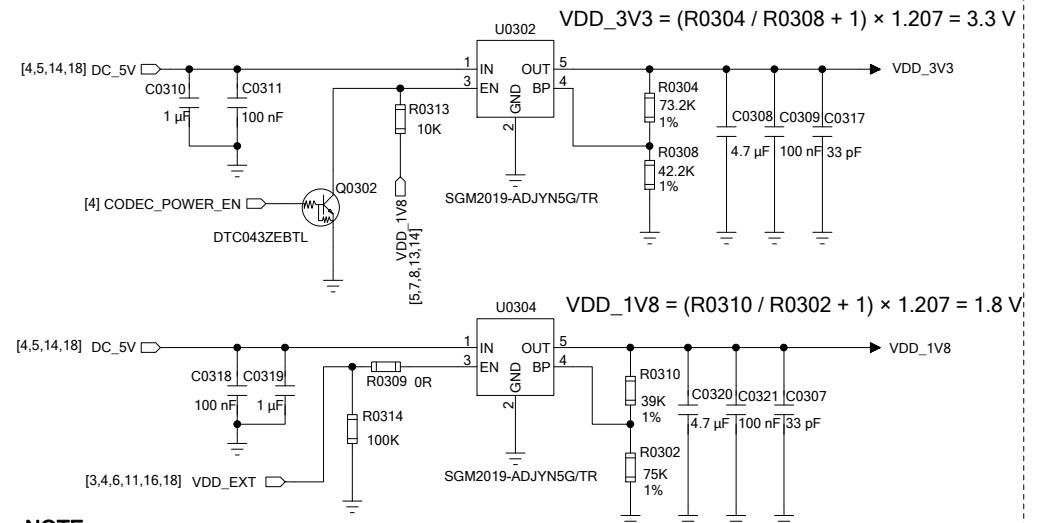 VDD_3V3 = (R0304 / R0308 + 1) × 1.207 = 3.3 V
U0302
[4,5,14,18] DC_5V
1 IN OUT 5
3 EN BP 4
GND
2
VDD_3V3
C0310
1 µF
C0311
100 nF
R0313
10K
R0304
73.2K
1%
R0308
42.2K
1%
C0308
4.7 µF
C0309
100 nF
C0317
33 pF
SGM2019-ADJYN5G/TR
[4] CODEC_POWER_EN
Q0302
DTC043ZEBTL
VDD_1V8
[5,7,8,13,14]
VDD_1V8 = (R0310 / R0302 + 1) × 1.207 = 1.8 V
U0304
[4,5,14,18] DC_5V
1 IN OUT 5
3 EN BP 4
GND
2
VDD_1V8
C0318
100 nF
C0319
1 µF
R0309 0R
R0314
100K
R0310
39K
1%
R0302
75K
1%
C0320
4.7 µF
C0321
100 nF
C0307
33 pF
SGM2019-ADJYN5G/TR
[3,4,6,11,16,18] VDD_EXT
NOTE